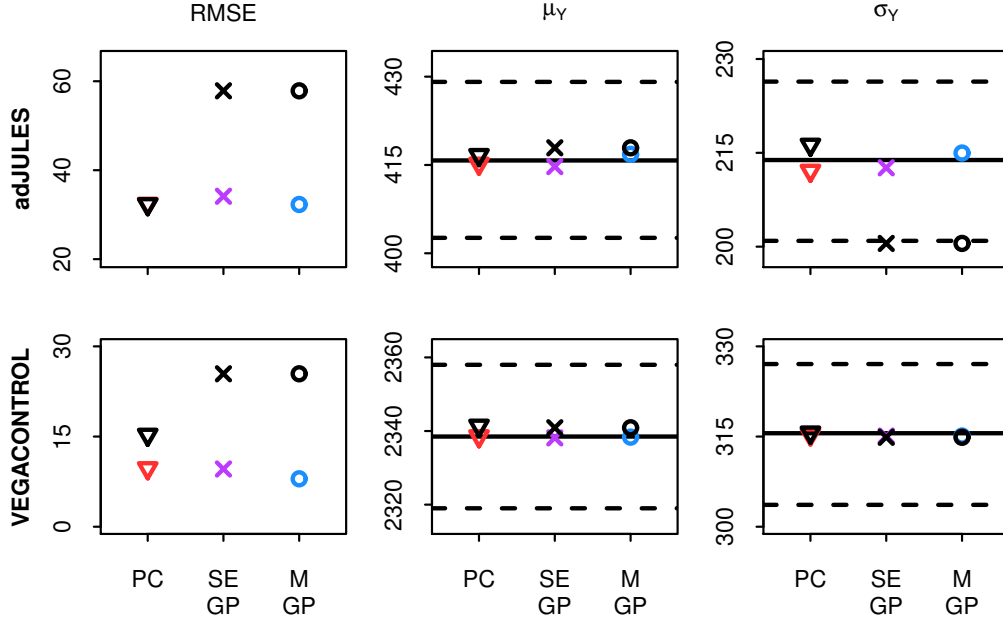 RMSE μY σY
adJULES
20 40 60
400 415 430
200 215 230
VEGACONTROL
0 15 30
2320 2340 2360
300 315 330
PC SE GP M GP
PC SE GP M GP
PC SE GP M GP